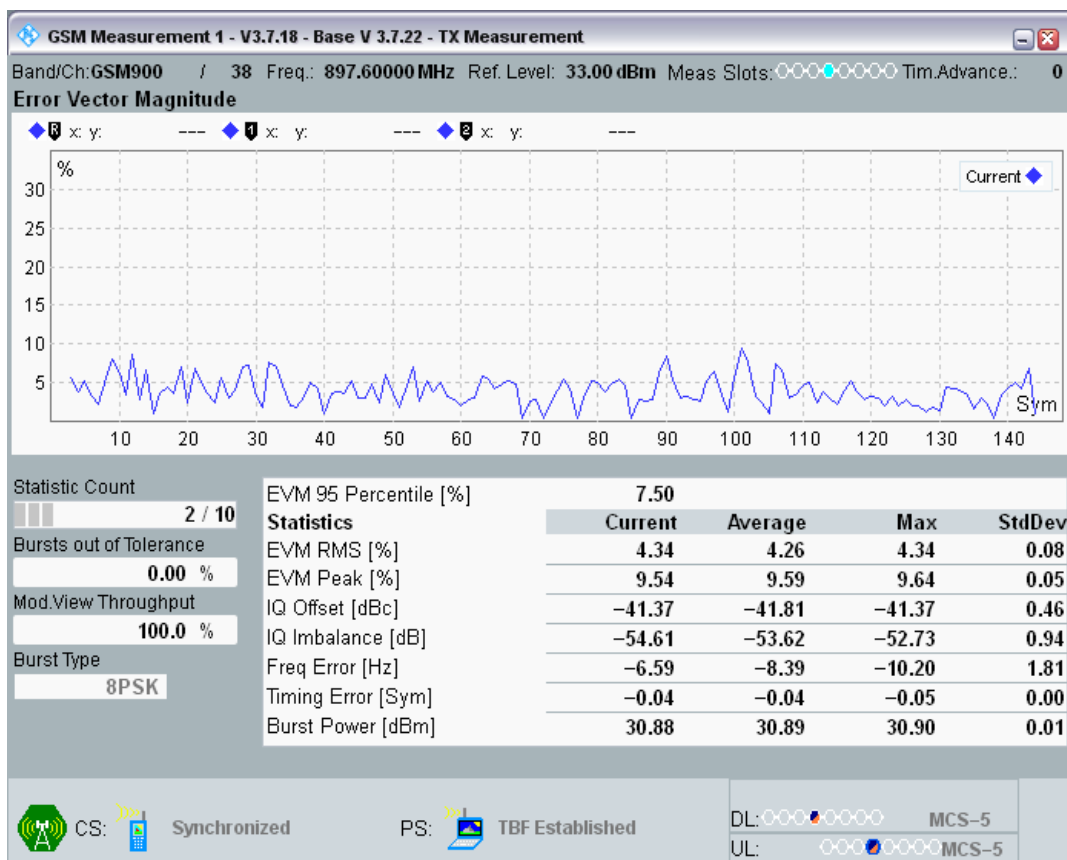 GSM Measurement 1 - V3.7.18 - Base V 3.7.22 - TX Measurement
Band/Ch:GSM900 / 38 Freq.: 897.60000 MHz Ref. Level: 33.00 dBm Meas Slots: Tim.Advance.: 0
Error Vector Magnitude
R x: y: --- 1 x: y: --- 2 x: y: ---
%
Current
30
25
20
15
10
5
Sym
10 20 30 40 50 60 70 80 90 100 110 120 130 140
Statistic Count
2 / 10
Bursts out of Tolerance
0.00 %
Mod.View Throughput
100.0 %
Burst Type
8PSK
EVM 95 Percentile [%] 7.50
Statistics Current Average Max StdDev
EVM RMS [%] 4.34 4.26 4.34 0.08
EVM Peak [%] 9.54 9.59 9.64 0.05
IQ Offset [dBc] −41.37 −41.81 −41.37 0.46
IQ Imbalance [dB] −54.61 −53.62 −52.73 0.94
Freq Error [Hz] −6.59 −8.39 −10.20 1.81
Timing Error [Sym] −0.04 −0.04 −0.05 0.00
Burst Power [dBm] 30.88 30.89 30.90 0.01
CS: Synchronized PS: TBF Established
DL: MCS−5
UL: MCS−5